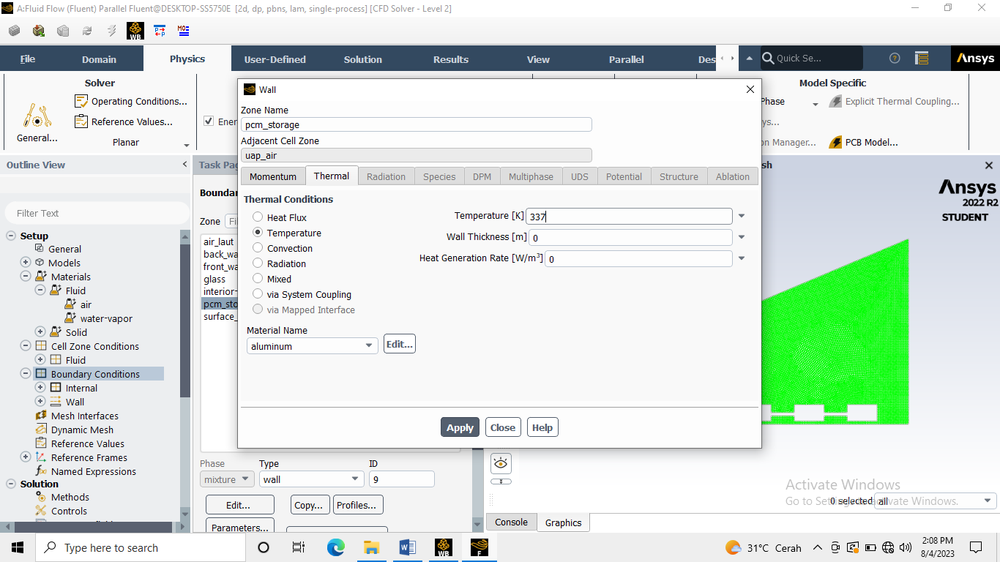 A:Fluid Flow (Fluent) Parallel Fluent@DESKTOP-SS5750E [2d, dp, pbns, lam, single-process] [CFD Solver - Level 2]
WB
File Domain Physics User-Defined Solution Results View Parallel Des Quick Se... Ansys
Solver
General...
Operating Conditions...
Reference Values...
Planar
Ener
Phase
Model Specific
Explicit Thermal Coupling...
ys...
on Manager...
PCB Model...
Outline View
Filter Text
Setup
General
Models
Materials
Fluid
air
water-vapor
Solid
Cell Zone Conditions
Fluid
Boundary Conditions
Internal
Wall
Mesh Interfaces
Dynamic Mesh
Reference Values
Reference Frames
Named Expressions
Solution
Methods
Controls
Task Pag
Boundar
Zone Fil
air_laut
back_wa
front_wa
glass
interior-
pcm_sto
surface_
Phase Type ID
mixture wall 9
Edit... Copy... Profiles...
Parameters...
Wall
Zone Name
pcm_storage
Adjacent Cell Zone
uap_air
Momentum Thermal Radiation Species DPM Multiphase UDS Potential Structure Ablation
Thermal Conditions
Heat Flux
Temperature
Convection
Radiation
Mixed
via System Coupling
via Mapped Interface
Temperature [K] 337
Wall Thickness [m] 0
Heat Generation Rate [W/m³] 0
Material Name
aluminum Edit...
Apply Close Help
sh
Ansys
2022 R2
STUDENT
Activate Windows
Go to Settings to activate Windows.
0 selected all
Console Graphics
Type here to search
WB
F
31°C Cerah
2:08 PM
8/4/2023